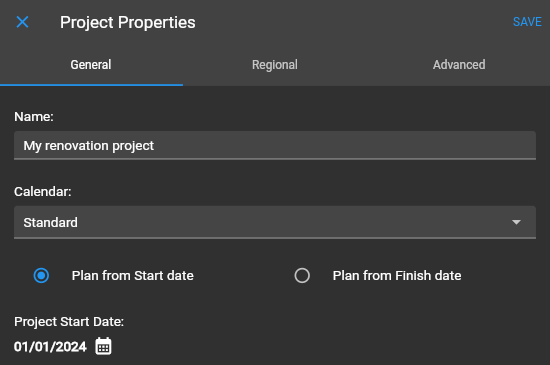 Project Properties SAVE
General Regional Advanced
Name:
My renovation project
Calendar:
Standard
Plan from Start date Plan from Finish date
Project Start Date:
01/01/2024